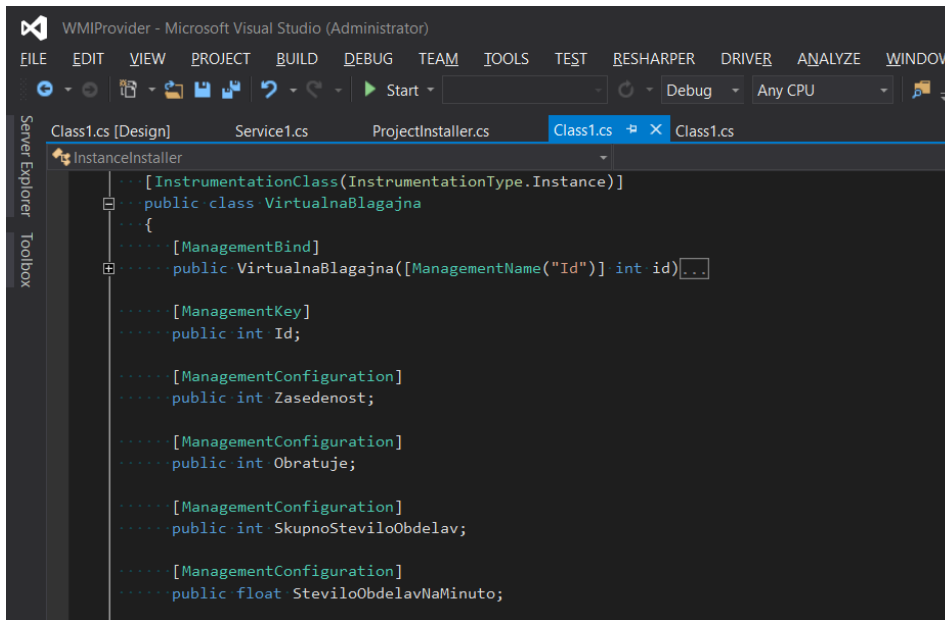 WMIProvider - Microsoft Visual Studio (Administrator)
FILE EDIT VIEW PROJECT BUILD DEBUG TEAM TOOLS TEST RESHARPER DRIVER ANALYZE WINDOW
Start Debug Any CPU
Server Explorer
Toolbox
Class1.cs [Design] Service1.cs ProjectInstaller.cs Class1.cs Class1.cs
InstanceInstaller
[InstrumentationClass(InstrumentationType.Instance)]
public class VirtualnaBlagajna
{
[ManagementBind]
public VirtualnaBlagajna([ManagementName("Id")] int id)...
[ManagementKey]
public int Id;
[ManagementConfiguration]
public int Zasedenost;
[ManagementConfiguration]
public int Obratuje;
[ManagementConfiguration]
public int SkupnoSteviloObdelav;
[ManagementConfiguration]
public float SteviloObdelavNaMinuto;